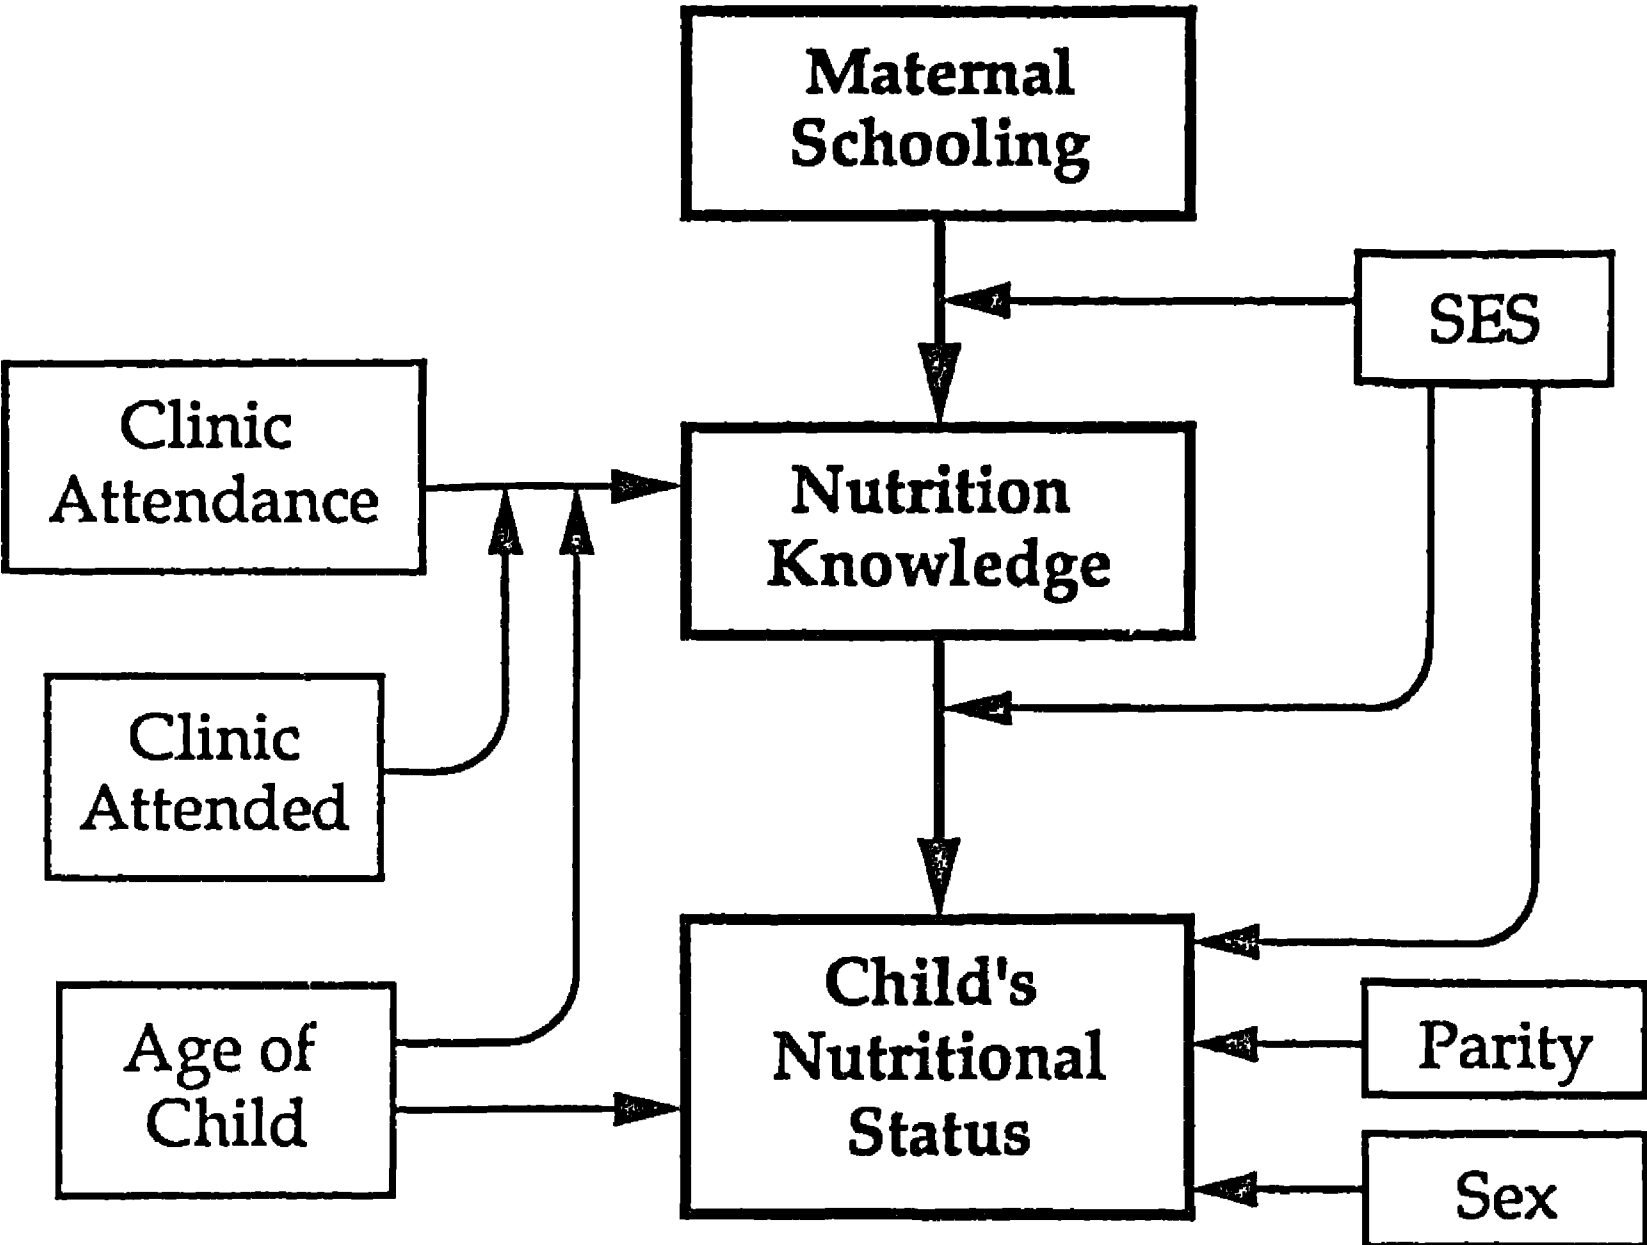 Maternal
Schooling
SES
Clinic
Attendance
Nutrition
Knowledge
Clinic
Attended
Age of
Child
Child's
Nutritional
Status
Parity
Sex